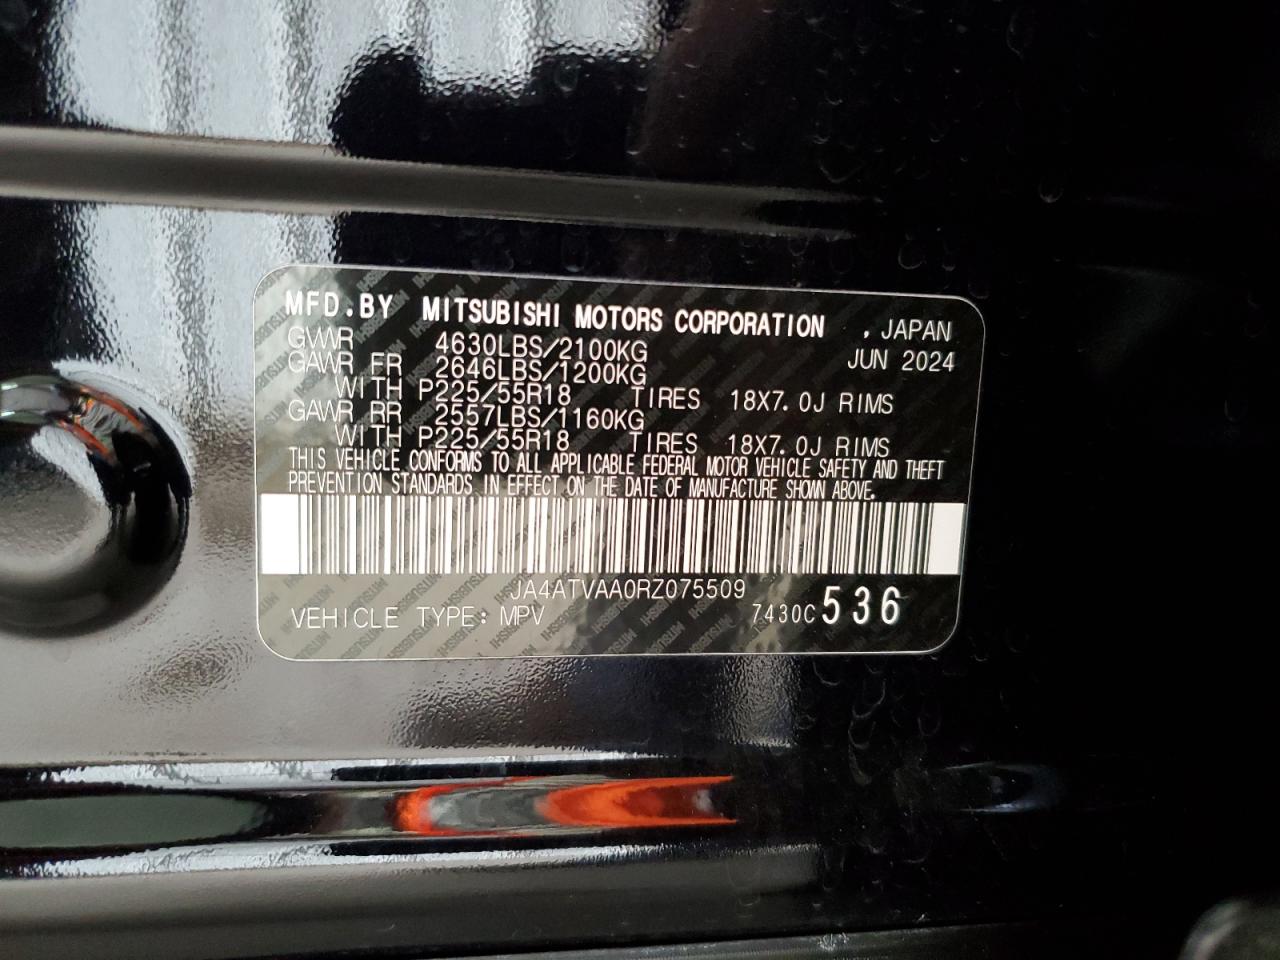 MFD.BY MITSUBISHI MOTORS CORPORATION , JAPAN
GVWR 4630LBS/2100KG JUN 2024
GAWR FR 2646LBS/1200KG
WITH P225/55R18 TIRES 18X7.0J RIMS
GAWR RR 2557LBS/1160KG
WITH P225/55R18 TIRES 18X7.0J RIMS
THIS VEHICLE CONFORMS TO ALL APPLICABLE FEDERAL MOTOR VEHICLE SAFETY AND THEFT
PREVENTION STANDARDS IN EFFECT ON THE DATE OF MANUFACTURE SHOWN ABOVE.
JA4ATVAA0RZ075509
VEHICLE TYPE: MPV 7430C 536